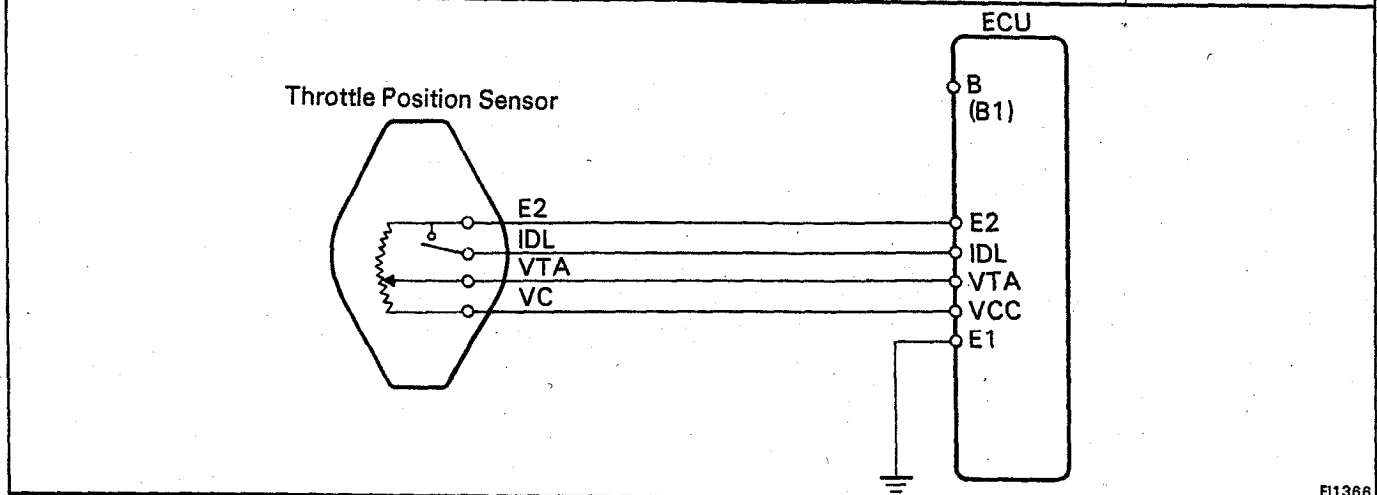 ECU
B
(B1)
Throttle Position Sensor
E2
IDL
VTA
VC
E2
IDL
VTA
VCC
E1
FI1366